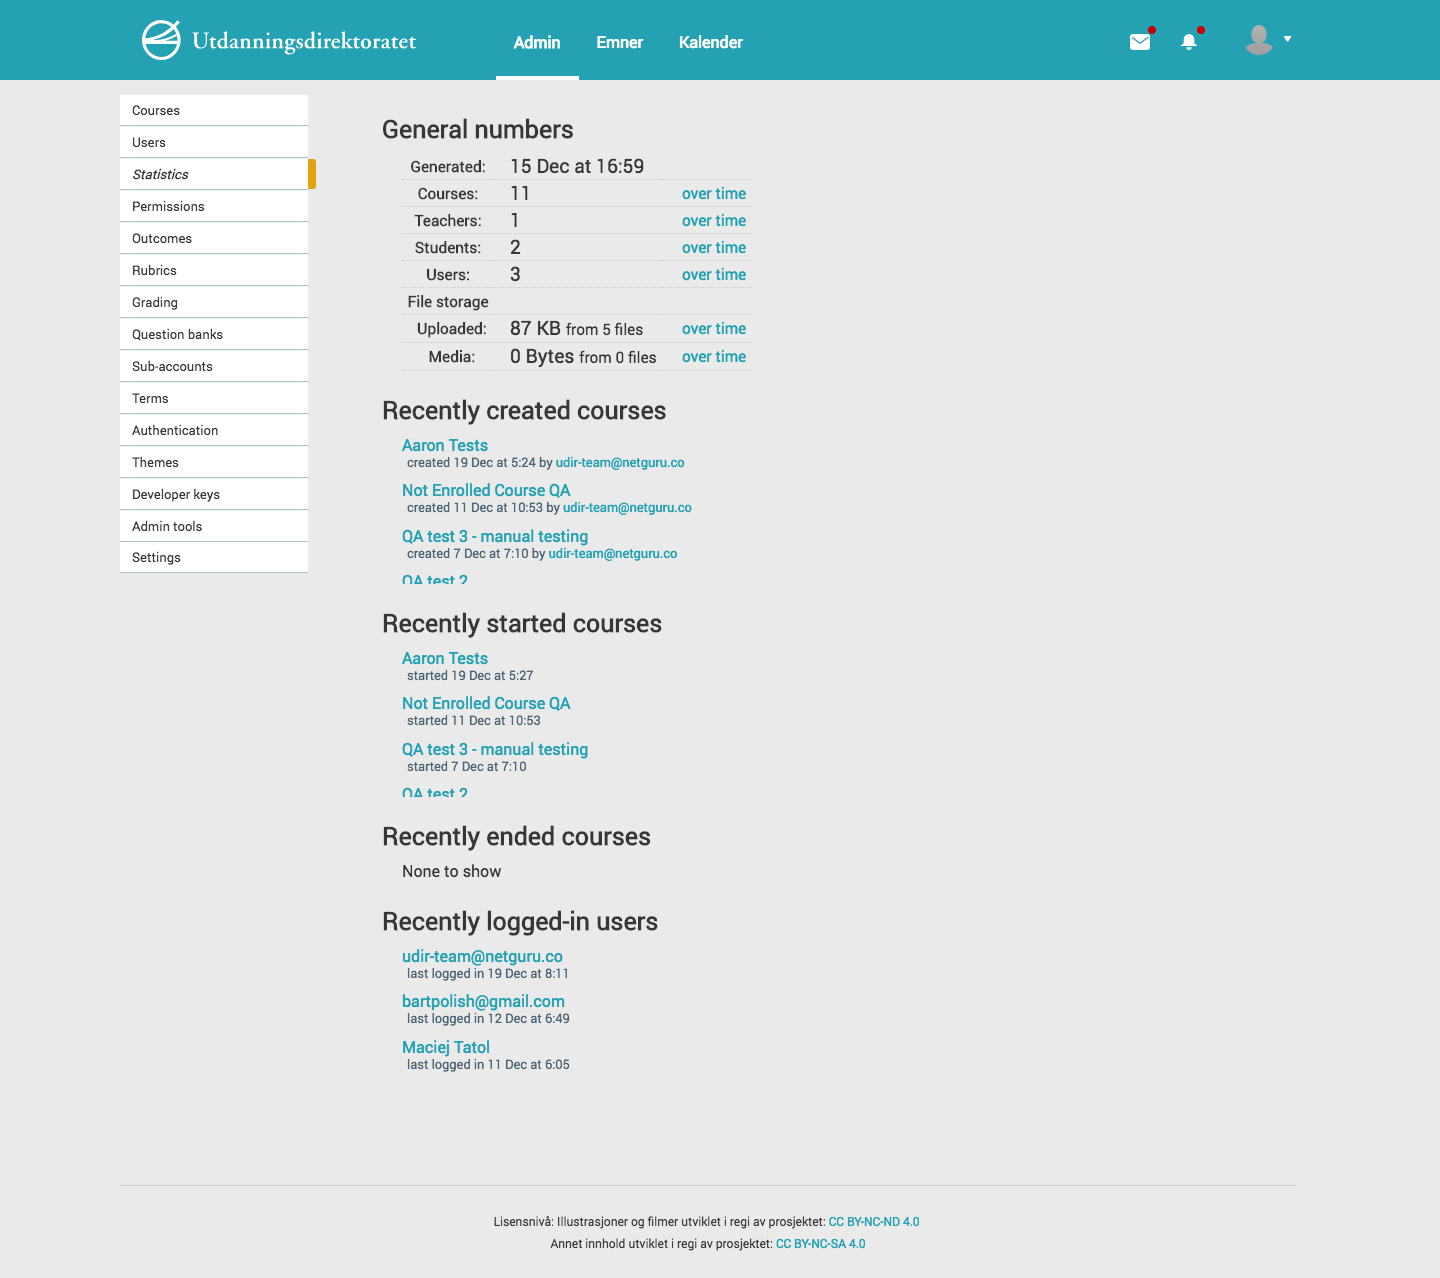 Utdanningsdirektoratet
Admin Emner Kalender
Courses
Users
Statistics
Permissions
Outcomes
Rubrics
Grading
Question banks
Sub-accounts
Terms
Authentication
Themes
Developer keys
Admin tools
Settings
General numbers
Generated: 15 Dec at 16:59
Courses: 11 over time
Teachers: 1 over time
Students: 2 over time
Users: 3 over time
File storage
Uploaded: 87 KB from 5 files over time
Media: 0 Bytes from 0 files over time
Recently created courses
Aaron Tests
created 19 Dec at 5:24 by udir-team@netguru.co
Not Enrolled Course QA
created 11 Dec at 10:53 by udir-team@netguru.co
QA test 3 - manual testing
created 7 Dec at 7:10 by udir-team@netguru.co
QA test 2
Recently started courses
Aaron Tests
started 19 Dec at 5:27
Not Enrolled Course QA
started 11 Dec at 10:53
QA test 3 - manual testing
started 7 Dec at 7:10
QA test 2
Recently ended courses
None to show
Recently logged-in users
udir-team@netguru.co
last logged in 19 Dec at 8:11
bartpolish@gmail.com
last logged in 12 Dec at 6:49
Maciej Tatol
last logged in 11 Dec at 6:05
Lisensnivå: Illustrasjoner og filmer utviklet i regi av prosjektet: CC BY-NC-ND 4.0
Annet innhold utviklet i regi av prosjektet: CC BY-NC-SA 4.0